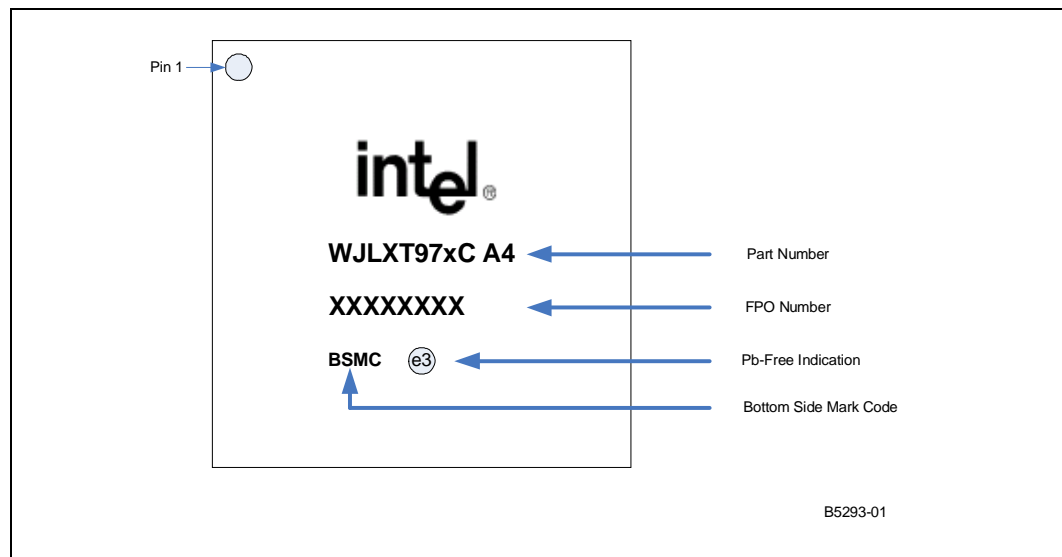 Pin 1
intel®
WJLXT97xC A4
Part Number
XXXXXXXX
FPO Number
BSMC
e3
Pb-Free Indication
Bottom Side Mark Code
B5293-01